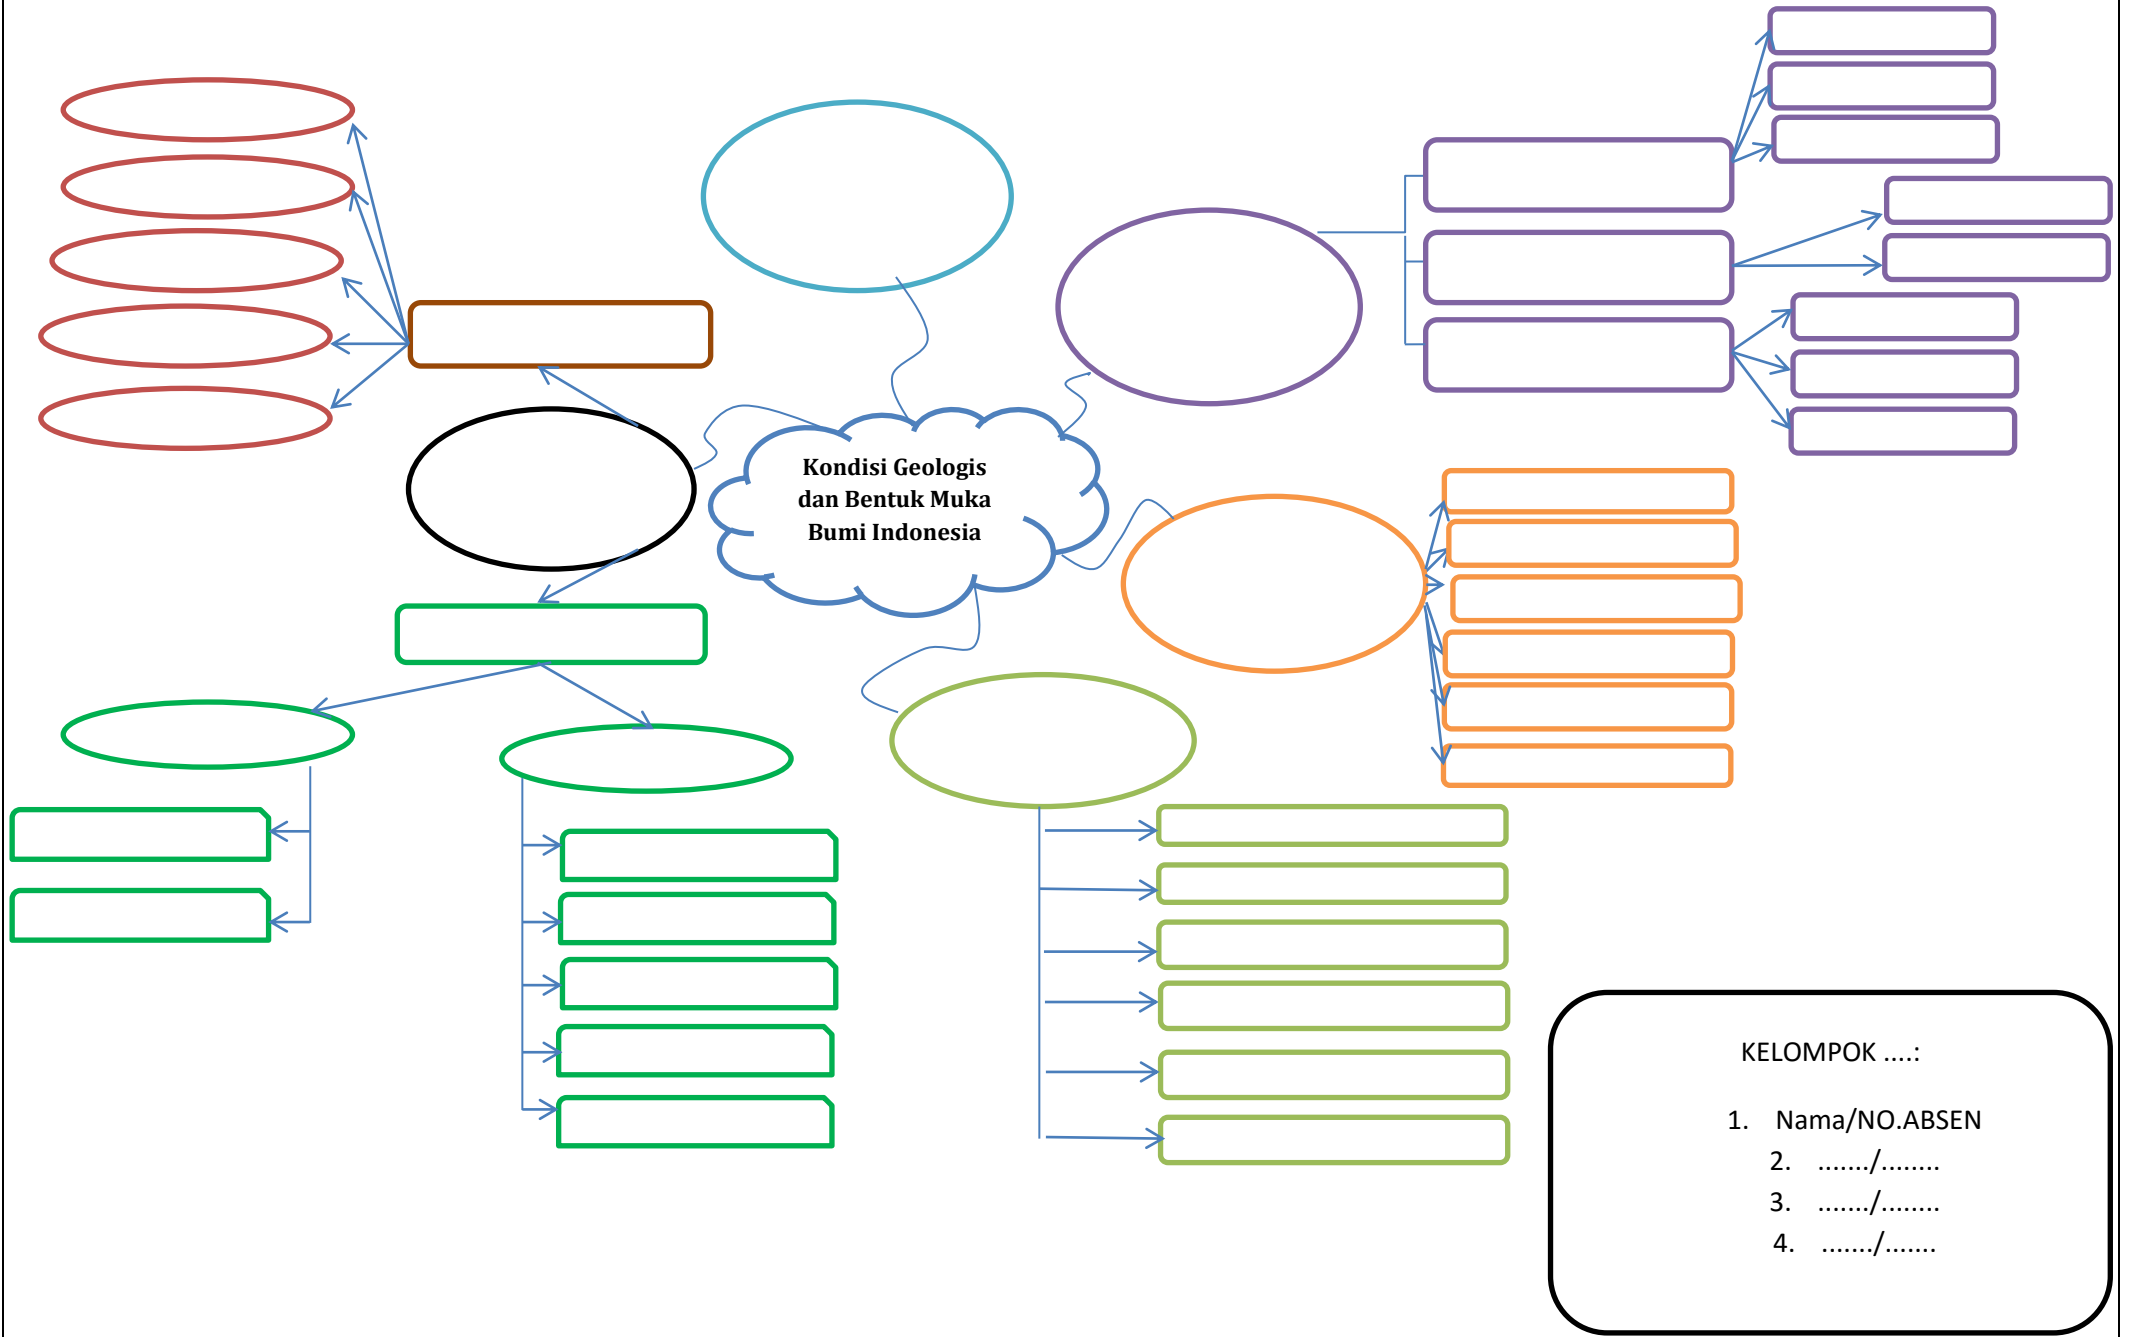 Kondisi Geologis
dan Bentuk Muka
Bumi Indonesia
KELOMPOK ....:
1. Nama/NO.ABSEN
2. ......./........
3. ......./........
4. ......./.......